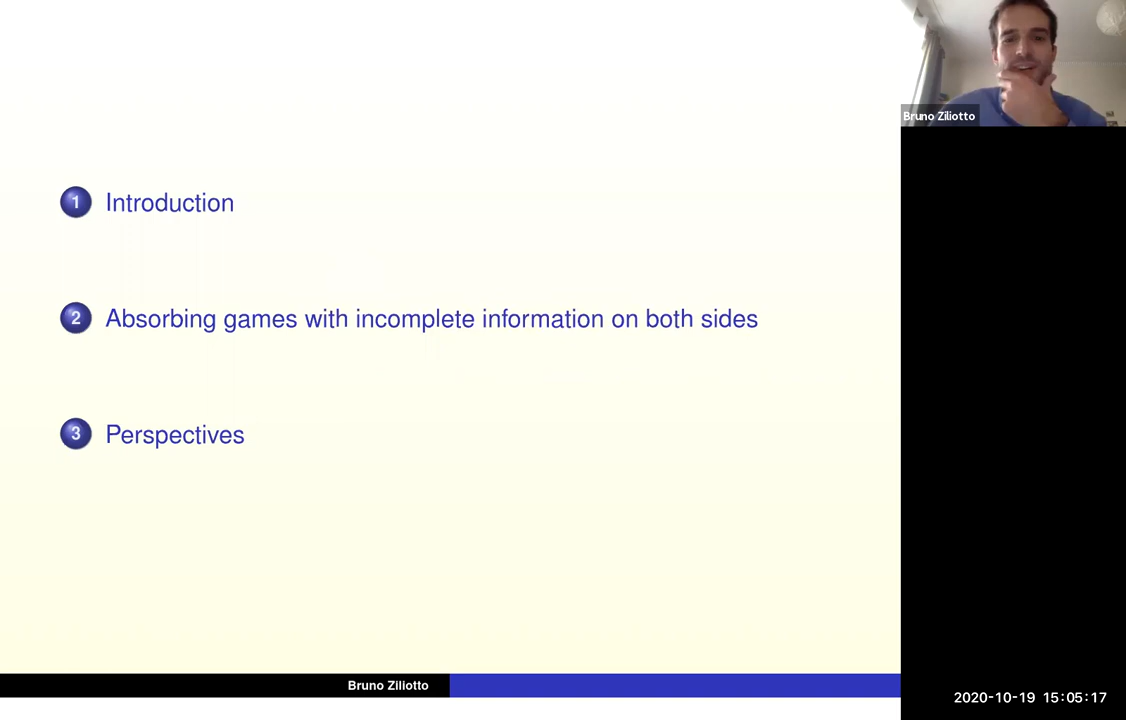 1 Introduction
2 Absorbing games with incomplete information on both sides
3 Perspectives
Bruno Ziliotto
Bruno Ziliotto
2020-10-19 15:05:17